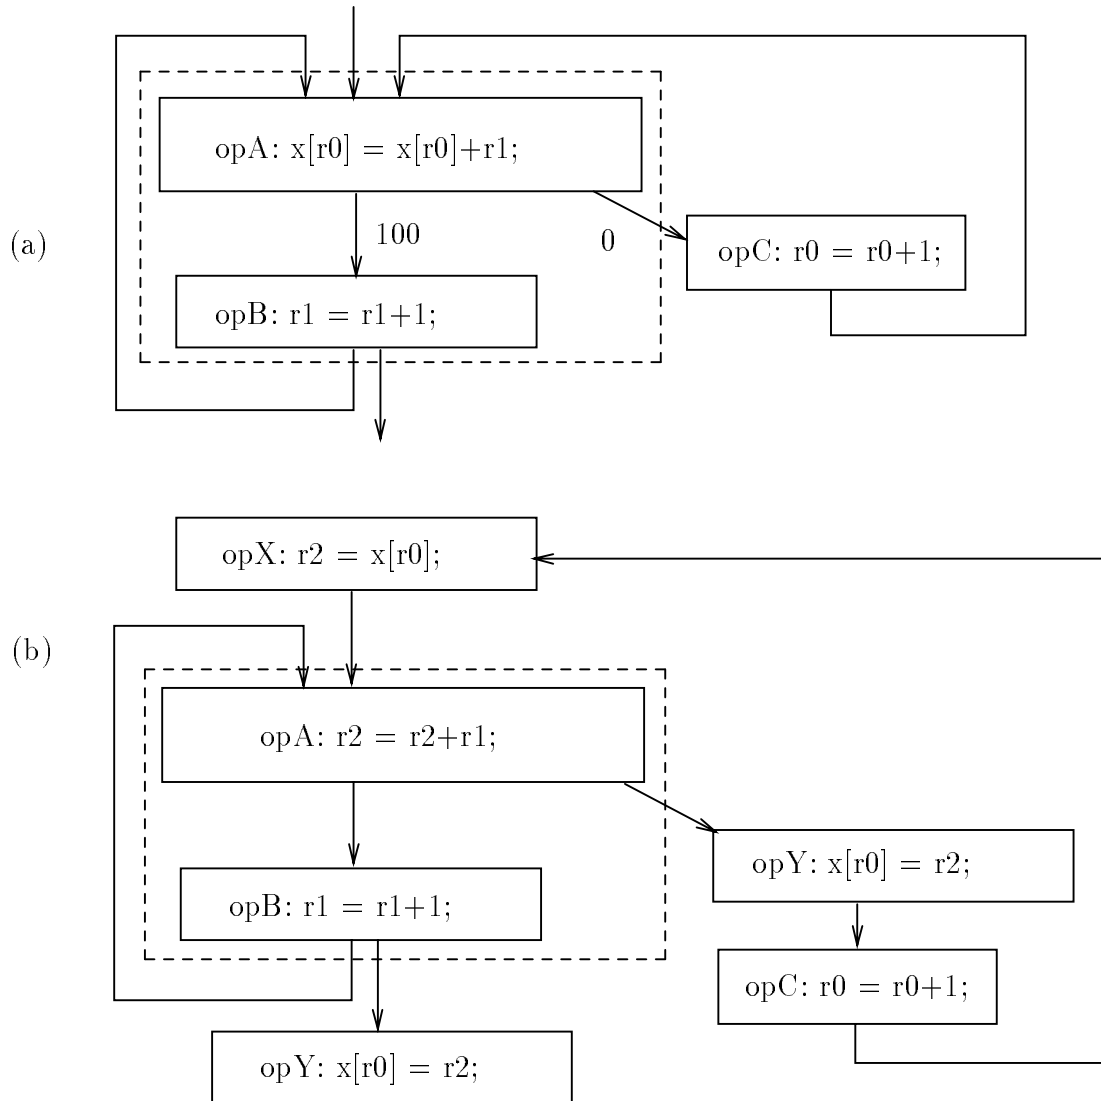 opA: x[r0] = x[r0]+r1;
(a)
100
0
opC: r0 = r0+1;
opB: r1 = r1+1;
opX: r2 = x[r0];
(b)
opA: r2 = r2+r1;
opY: x[r0] = r2;
opB: r1 = r1+1;
opC: r0 = r0+1;
opY: x[r0] = r2;